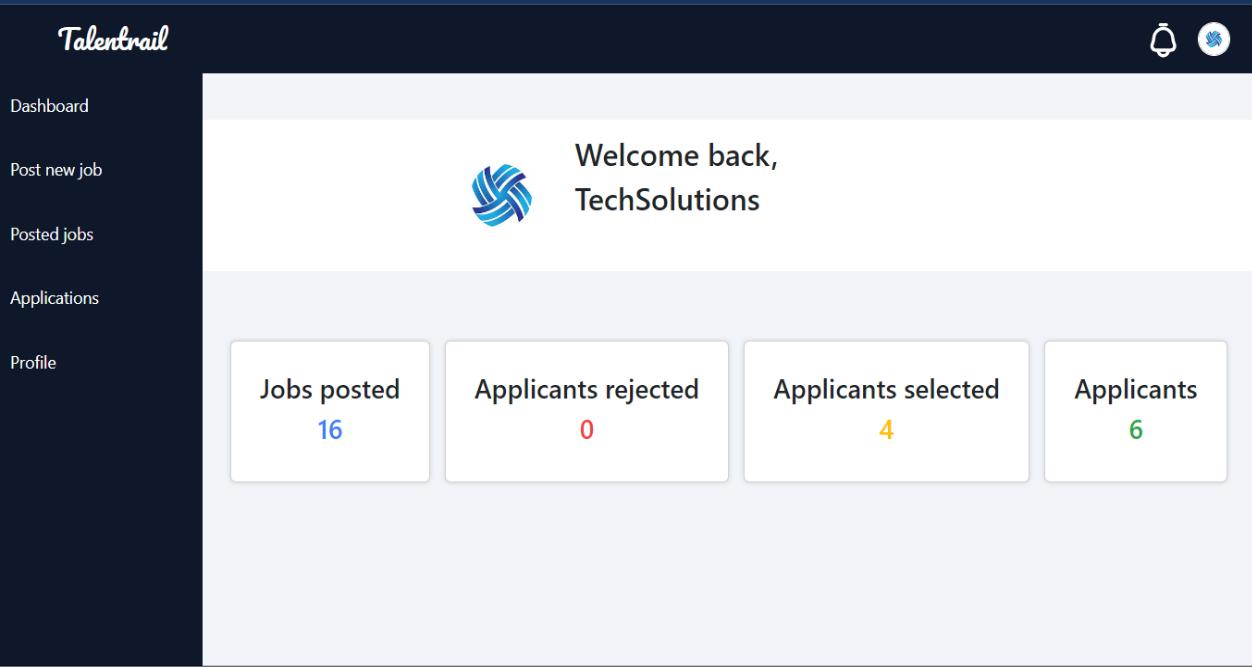 Talentrail
Dashboard
Post new job
Posted jobs
Applications
Profile
Welcome back,
TechSolutions
Jobs posted
16
Applicants rejected
0
Applicants selected
4
Applicants
6